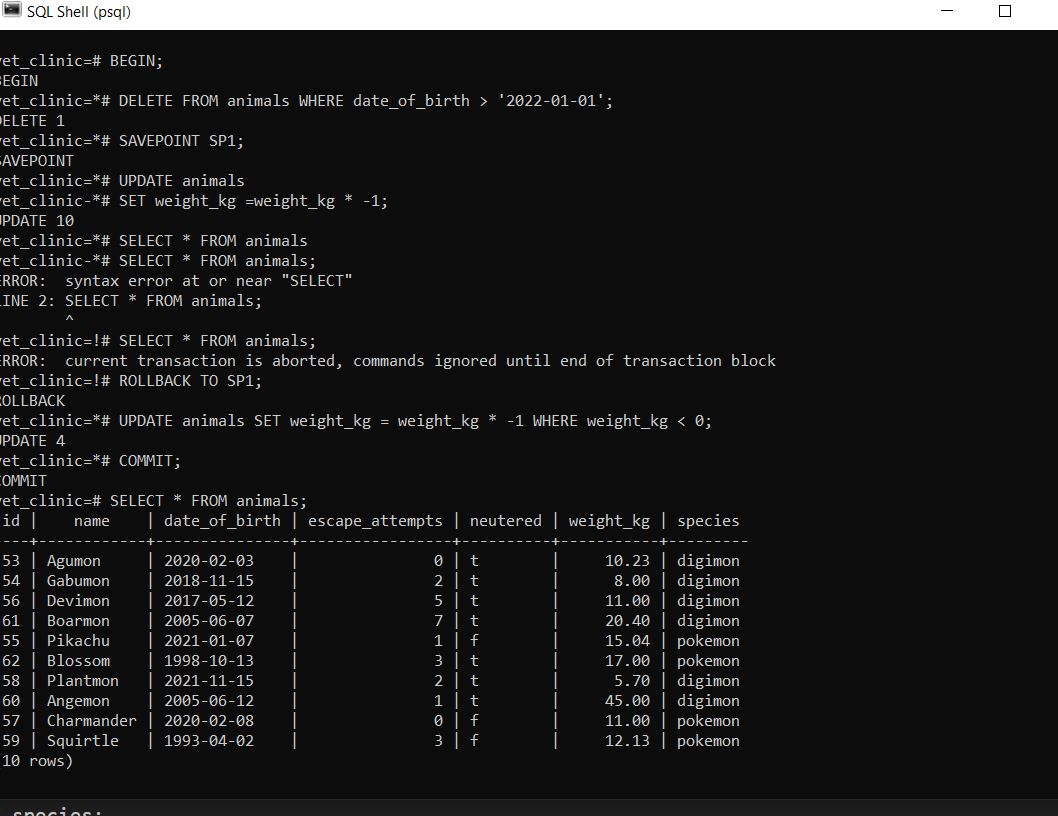 SQL Shell (psql)
vet_clinic=# BEGIN;
BEGIN
vet_clinic=*# DELETE FROM animals WHERE date_of_birth > '2022-01-01';
DELETE 1
vet_clinic=*# SAVEPOINT SP1;
SAVEPOINT
vet_clinic=*# UPDATE animals
vet_clinic-*# SET weight_kg =weight_kg * -1;
UPDATE 10
vet_clinic=*# SELECT * FROM animals
vet_clinic-*# SELECT * FROM animals;
ERROR:  syntax error at or near "SELECT"
LINE 2: SELECT * FROM animals;
        ^
vet_clinic=!# SELECT * FROM animals;
ERROR:  current transaction is aborted, commands ignored until end of transaction block
vet_clinic=!# ROLLBACK TO SP1;
ROLLBACK
vet_clinic=*# UPDATE animals SET weight_kg = weight_kg * -1 WHERE weight_kg < 0;
UPDATE 4
vet_clinic=*# COMMIT;
COMMIT
vet_clinic=# SELECT * FROM animals;
id |    name    | date_of_birth | escape_attempts | neutered | weight_kg | species
----+------------+---------------+-----------------+----------+-----------+---------
53 | Agumon     | 2020-02-03    |               0 | t        |     10.23 | digimon
54 | Gabumon    | 2018-11-15    |               2 | t        |      8.00 | digimon
56 | Devimon    | 2017-05-12    |               5 | t        |     11.00 | digimon
61 | Boarmon    | 2005-06-07    |               7 | t        |     20.40 | digimon
55 | Pikachu    | 2021-01-07    |               1 | f        |     15.04 | pokemon
62 | Blossom    | 1998-10-13    |               3 | t        |     17.00 | pokemon
58 | Plantmon   | 2021-11-15    |               2 | t        |      5.70 | digimon
60 | Angemon    | 2005-06-12    |               1 | t        |     45.00 | digimon
57 | Charmander | 2020-02-08    |               0 | f        |     11.00 | pokemon
59 | Squirtle   | 1993-04-02    |               3 | f        |     12.13 | pokemon
(10 rows)
species;